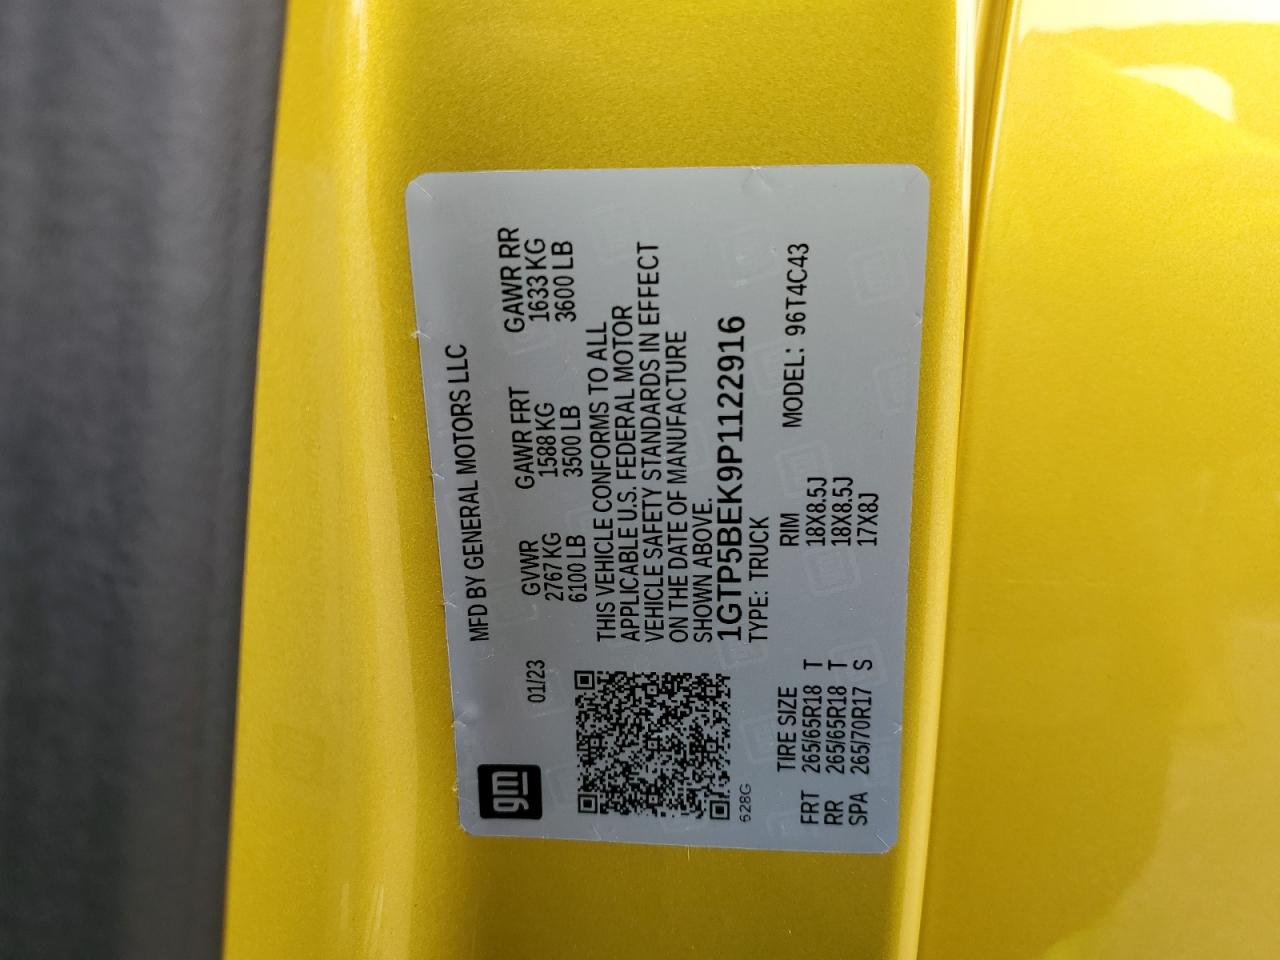 gm
MFD BY GENERAL MOTORS LLC
01/23
GVWR GAWR FRT GAWR RR
2767 KG 1588 KG 1633 KG
6100 LB 3500 LB 3600 LB
THIS VEHICLE CONFORMS TO ALL
APPLICABLE U.S. FEDERAL MOTOR
VEHICLE SAFETY STANDARDS IN EFFECT
ON THE DATE OF MANUFACTURE
SHOWN ABOVE.
1GTP5BEK9P1122916
628G
TYPE: TRUCK
MODEL: 96T4C43
TIRE SIZE RIM
FRT 265/65R18 T 18X8.5J
RR 265/65R18 T 18X8.5J
SPA 265/70R17 S 17X8J